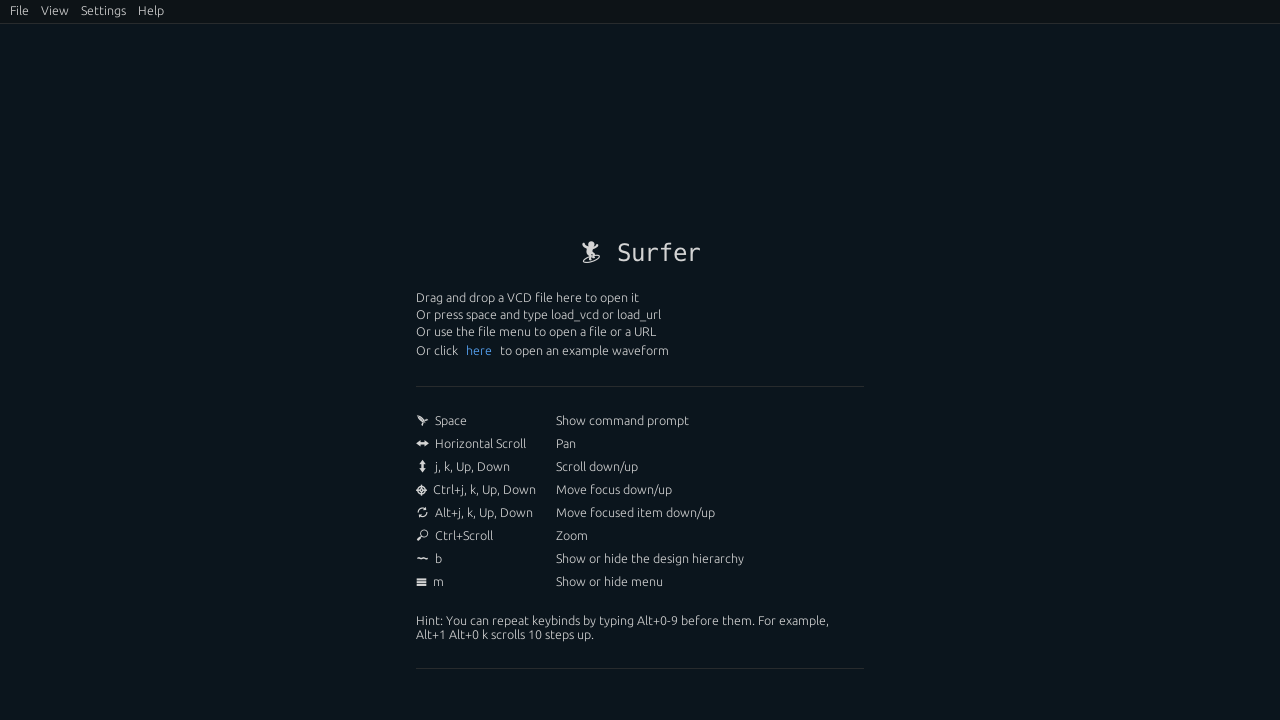 File View Settings Help
Surfer
Drag and drop a VCD file here to open it
Or press space and type load_vcd or load_url
Or use the file menu to open a file or a URL
Or click here to open an example waveform
Space Show command prompt
Horizontal Scroll Pan
j, k, Up, Down Scroll down/up
Ctrl+j, k, Up, Down Move focus down/up
Alt+j, k, Up, Down Move focused item down/up
Ctrl+Scroll Zoom
b Show or hide the design hierarchy
m Show or hide menu
Hint: You can repeat keybinds by typing Alt+0-9 before them. For example,
Alt+1 Alt+0 k scrolls 10 steps up.